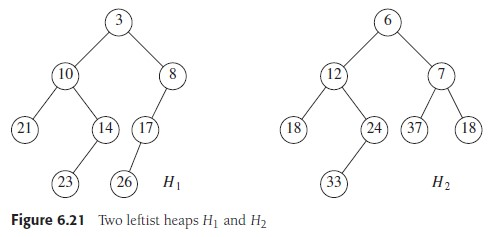 3 6
10 8 12 7
21 14 17 18 24 37 18
23 26 H1 33 H2
Figure 6.21 Two leftist heaps H1 and H2